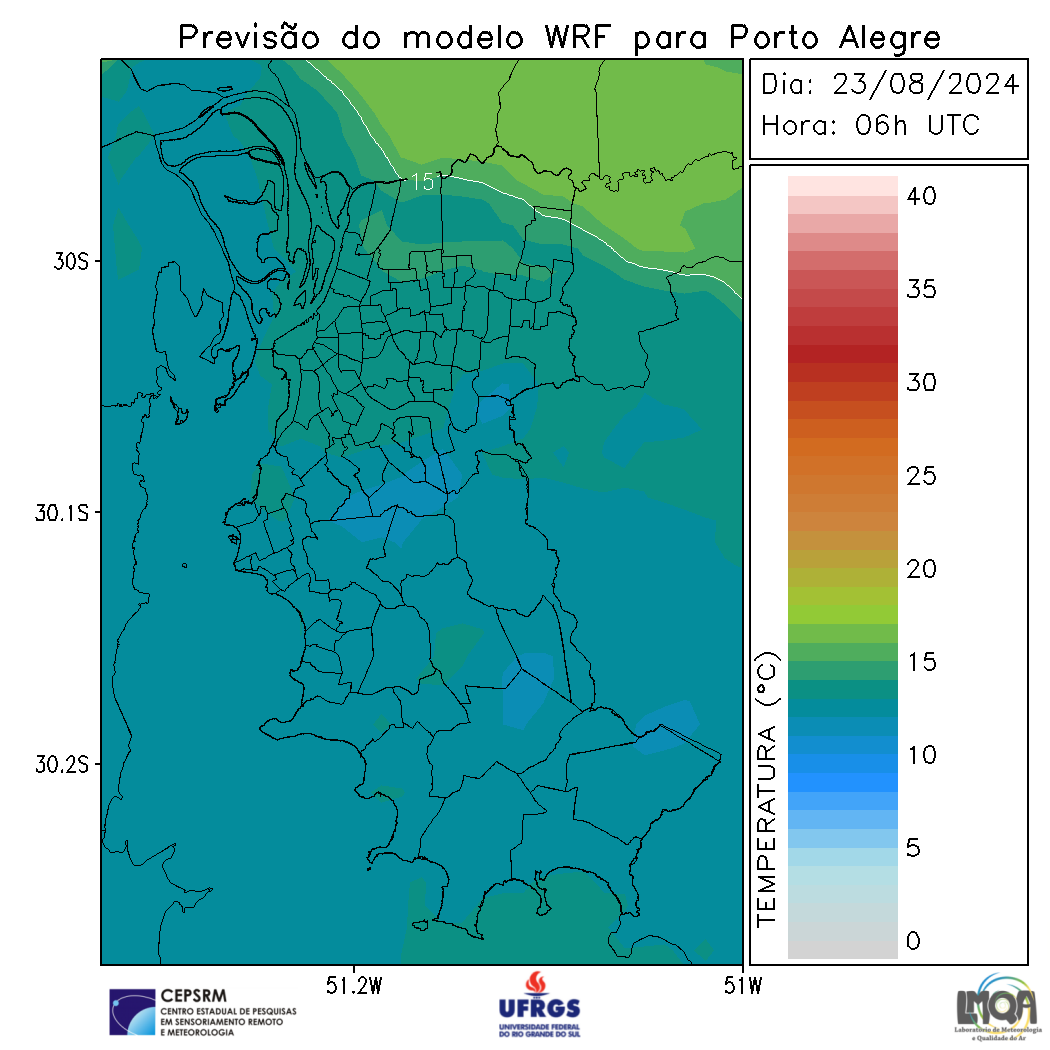 Previsão do modelo WRF para Porto Alegre
Dia: 23/08/2024
Hora: 06h UTC
15
30S
30.1S
30.2S
51.2W
51W
40
35
30
25
20
15
10
5
0
TEMPERATURA (°C)
CEPSRM
CENTRO ESTADUAL DE PESQUISAS
EM SENSORIAMENTO REMOTO
E METEOROLOGIA
UFRGS
UNIVERSIDADE FEDERAL
DO RIO GRANDE DO SUL
LMQA
Laboratório de Meteorologia
e Qualidade do Ar